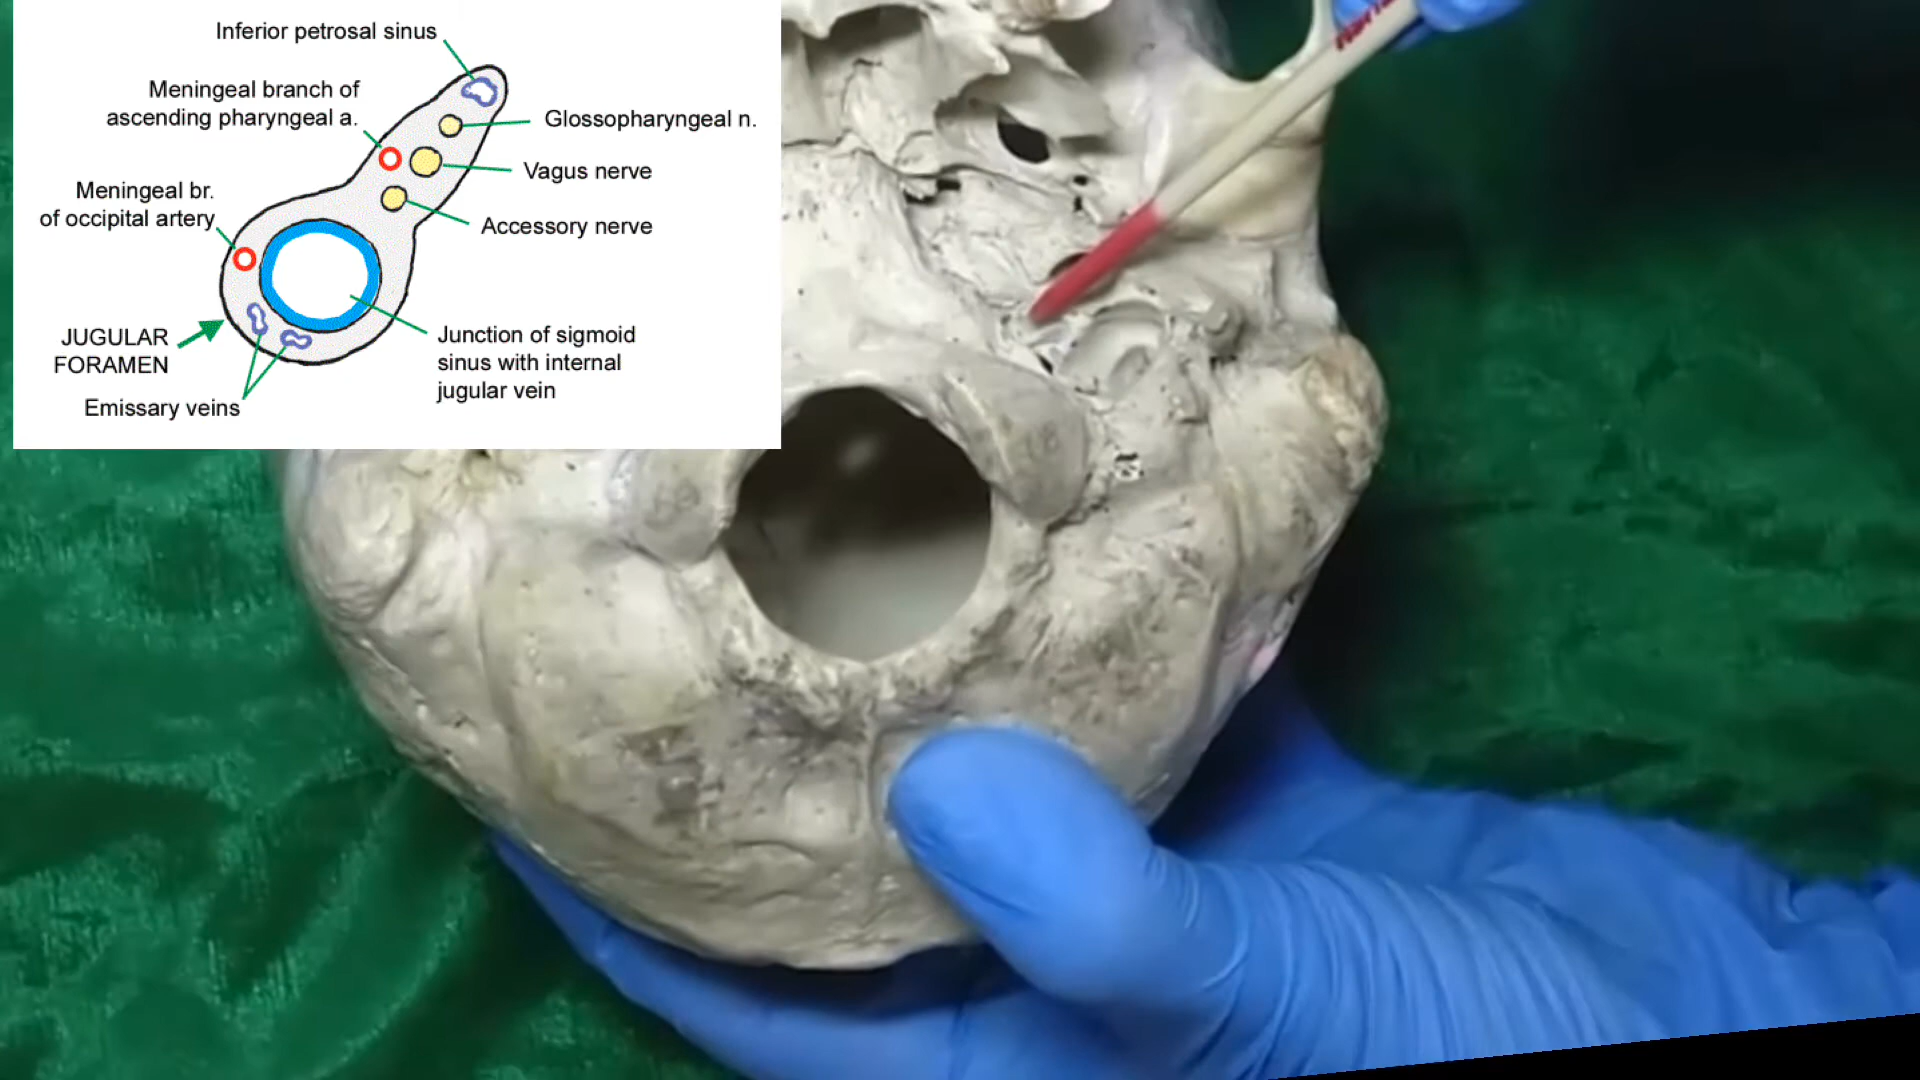 Inferior petrosal sinus
Meningeal branch of
ascending pharyngeal a.
Glossopharyngeal n.
Vagus nerve
Meningeal br.
of occipital artery
Accessory nerve
JUGULAR
FORAMEN
Junction of sigmoid
sinus with internal
jugular vein
Emissary veins